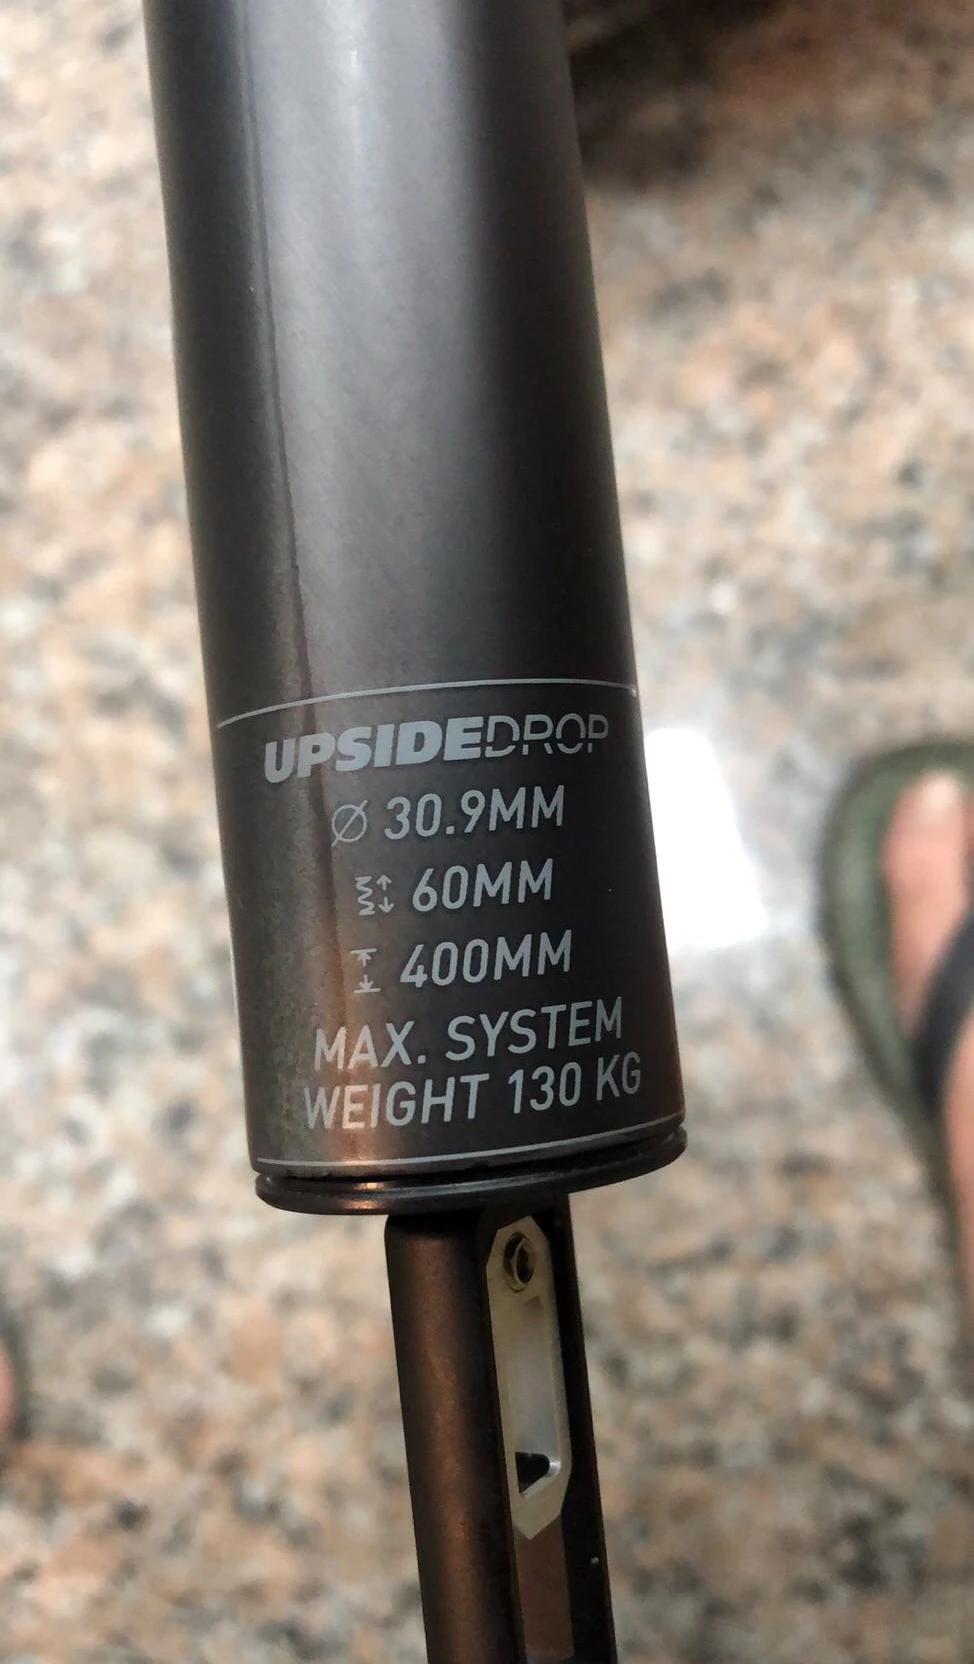 UPSIDEDROP
Ø 30.9MM
60MM
400MM
MAX. SYSTEM
WEIGHT 130 KG